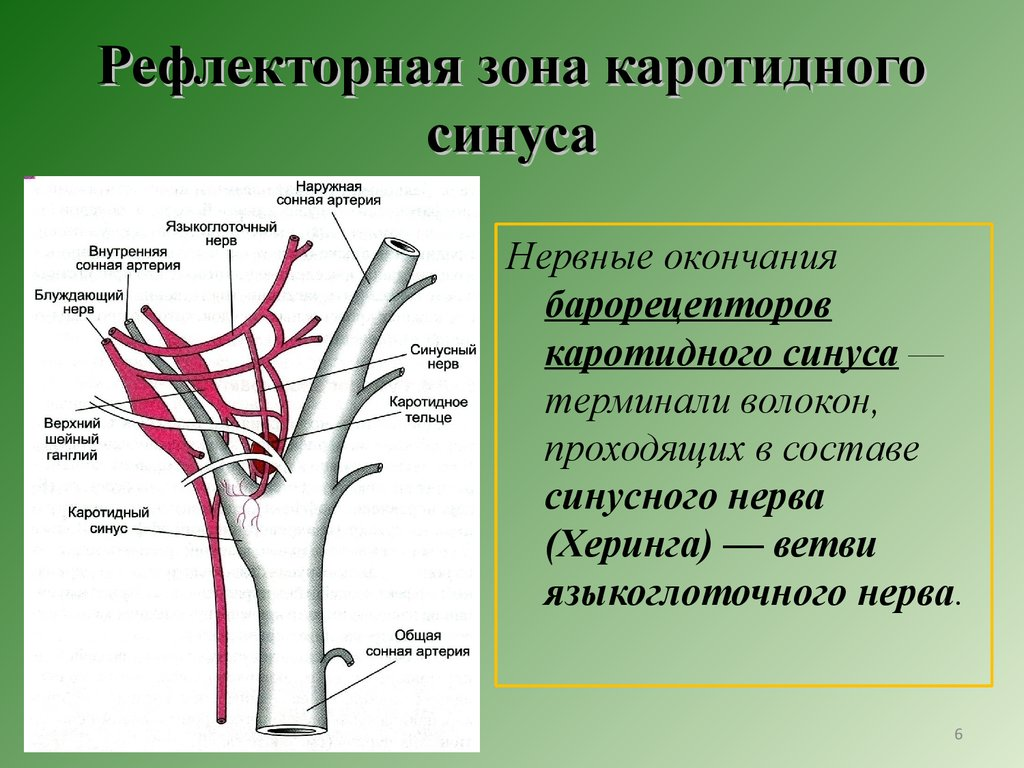 Рефлекторная зона каротидного
синуса
Наружная
сонная артерия
Языкоглоточный
нерв
Внутренняя
сонная артерия
Блуждающий
нерв
Синусный
нерв
Каротидное
тельце
Верхний
шейный
ганглий
Каротидный
синус
Общая
сонная артерия
Нервные окончания
барорецепторов
каротидного синуса —
терминали волокон,
проходящих в составе
синусного нерва
(Херинга) — ветви
языкоглоточного нерва.
6